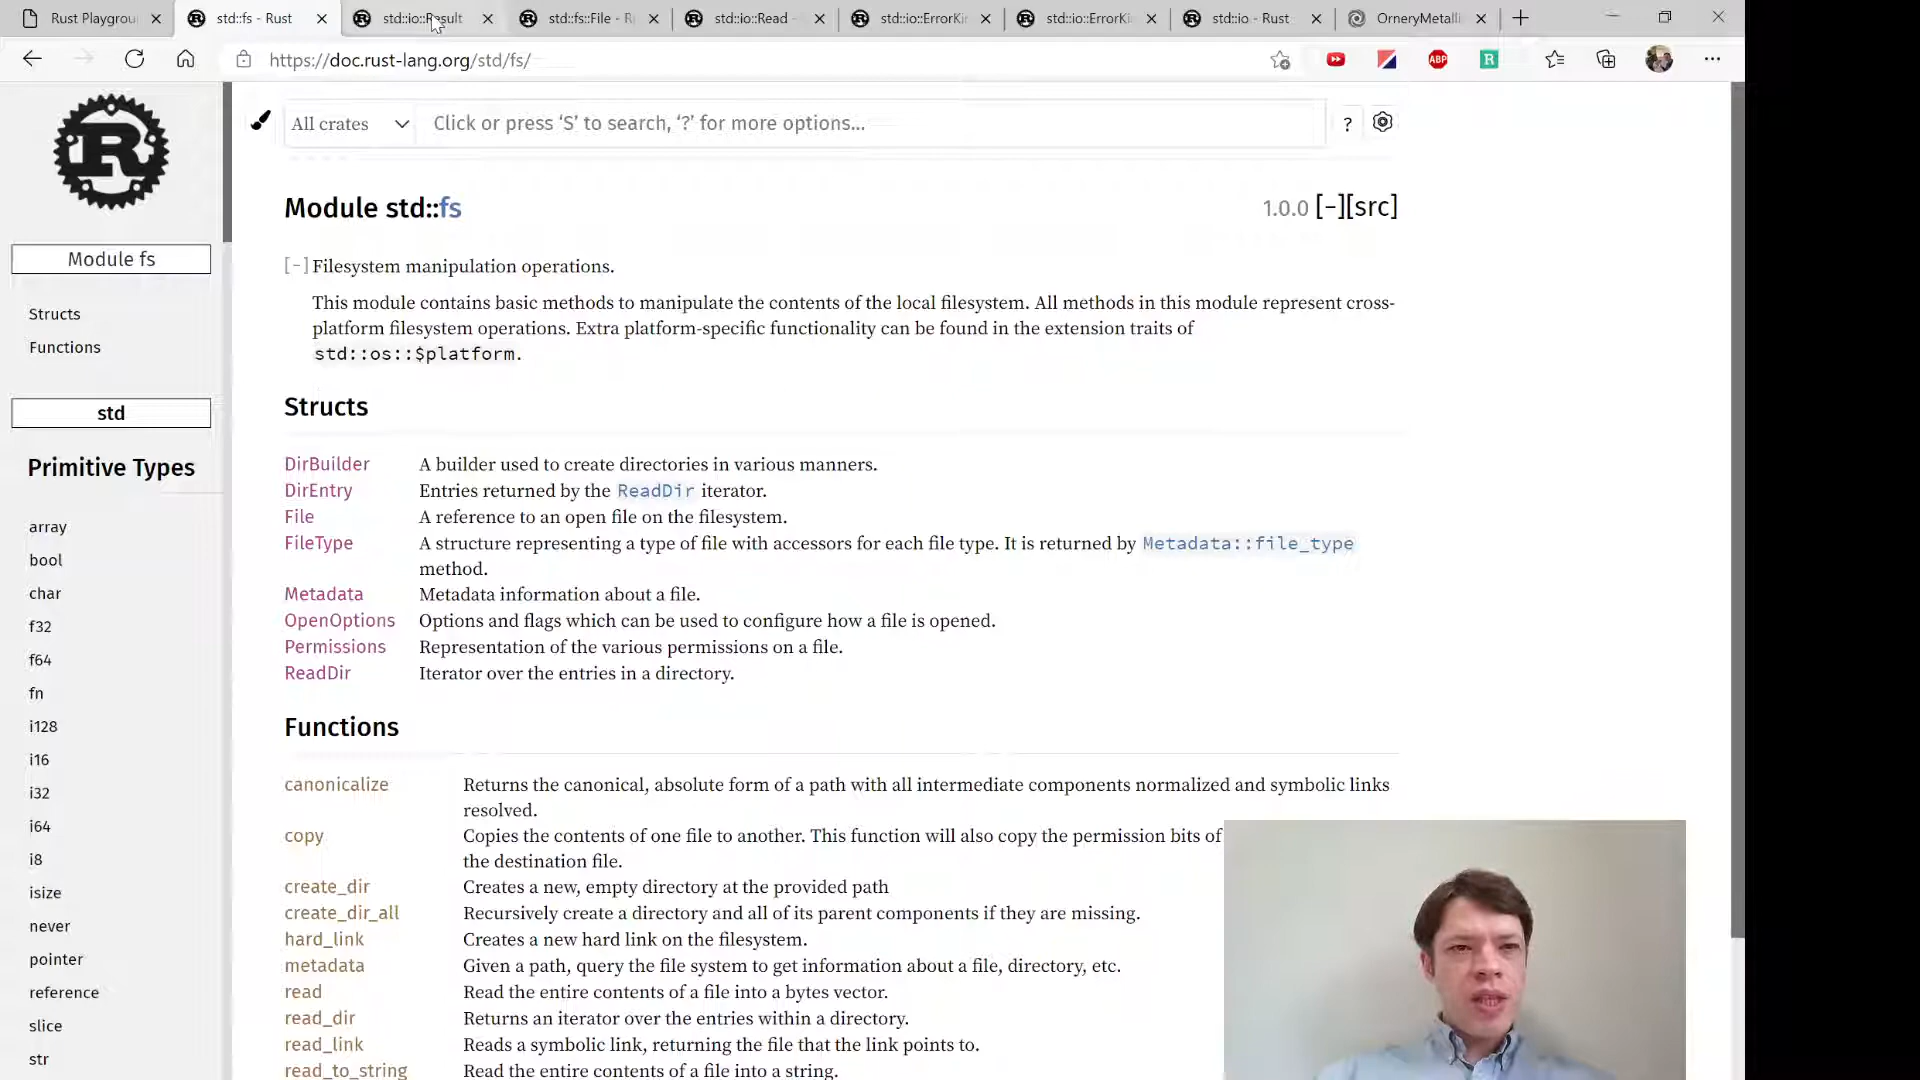 Rust Playgroun
std::fs - Rust
std::io::Result
std::fs::File - R
std::io::Read -
std::io::ErrorKi
std::io::ErrorKi
std::io - Rust
OrneryMetalli
https://doc.rust-lang.org/std/fs/
ABP
R
All crates
Click or press ‘S’ to search, ‘?’ for more options…
?
Module std::fs
1.0.0 [-][src]
Module fs
Structs
Functions
std
Primitive Types
array
bool
char
f32
f64
fn
i128
i16
i32
i64
i8
isize
never
pointer
reference
slice
str
[-] Filesystem manipulation operations.
This module contains basic methods to manipulate the contents of the local filesystem. All methods in this module represent cross-
platform filesystem operations. Extra platform-specific functionality can be found in the extension traits of
std::os::$platform.
Structs
DirBuilder A builder used to create directories in various manners.
DirEntry Entries returned by the ReadDir iterator.
File A reference to an open file on the filesystem.
FileType A structure representing a type of file with accessors for each file type. It is returned by Metadata::file_type
method.
Metadata Metadata information about a file.
OpenOptions Options and flags which can be used to configure how a file is opened.
Permissions Representation of the various permissions on a file.
ReadDir Iterator over the entries in a directory.
Functions
canonicalize Returns the canonical, absolute form of a path with all intermediate components normalized and symbolic links
resolved.
copy Copies the contents of one file to another. This function will also copy the permission bits of
the destination file.
create_dir Creates a new, empty directory at the provided path
create_dir_all Recursively create a directory and all of its parent components if they are missing.
hard_link Creates a new hard link on the filesystem.
metadata Given a path, query the file system to get information about a file, directory, etc.
read Read the entire contents of a file into a bytes vector.
read_dir Returns an iterator over the entries within a directory.
read_link Reads a symbolic link, returning the file that the link points to.
read_to_string Read the entire contents of a file into a string.